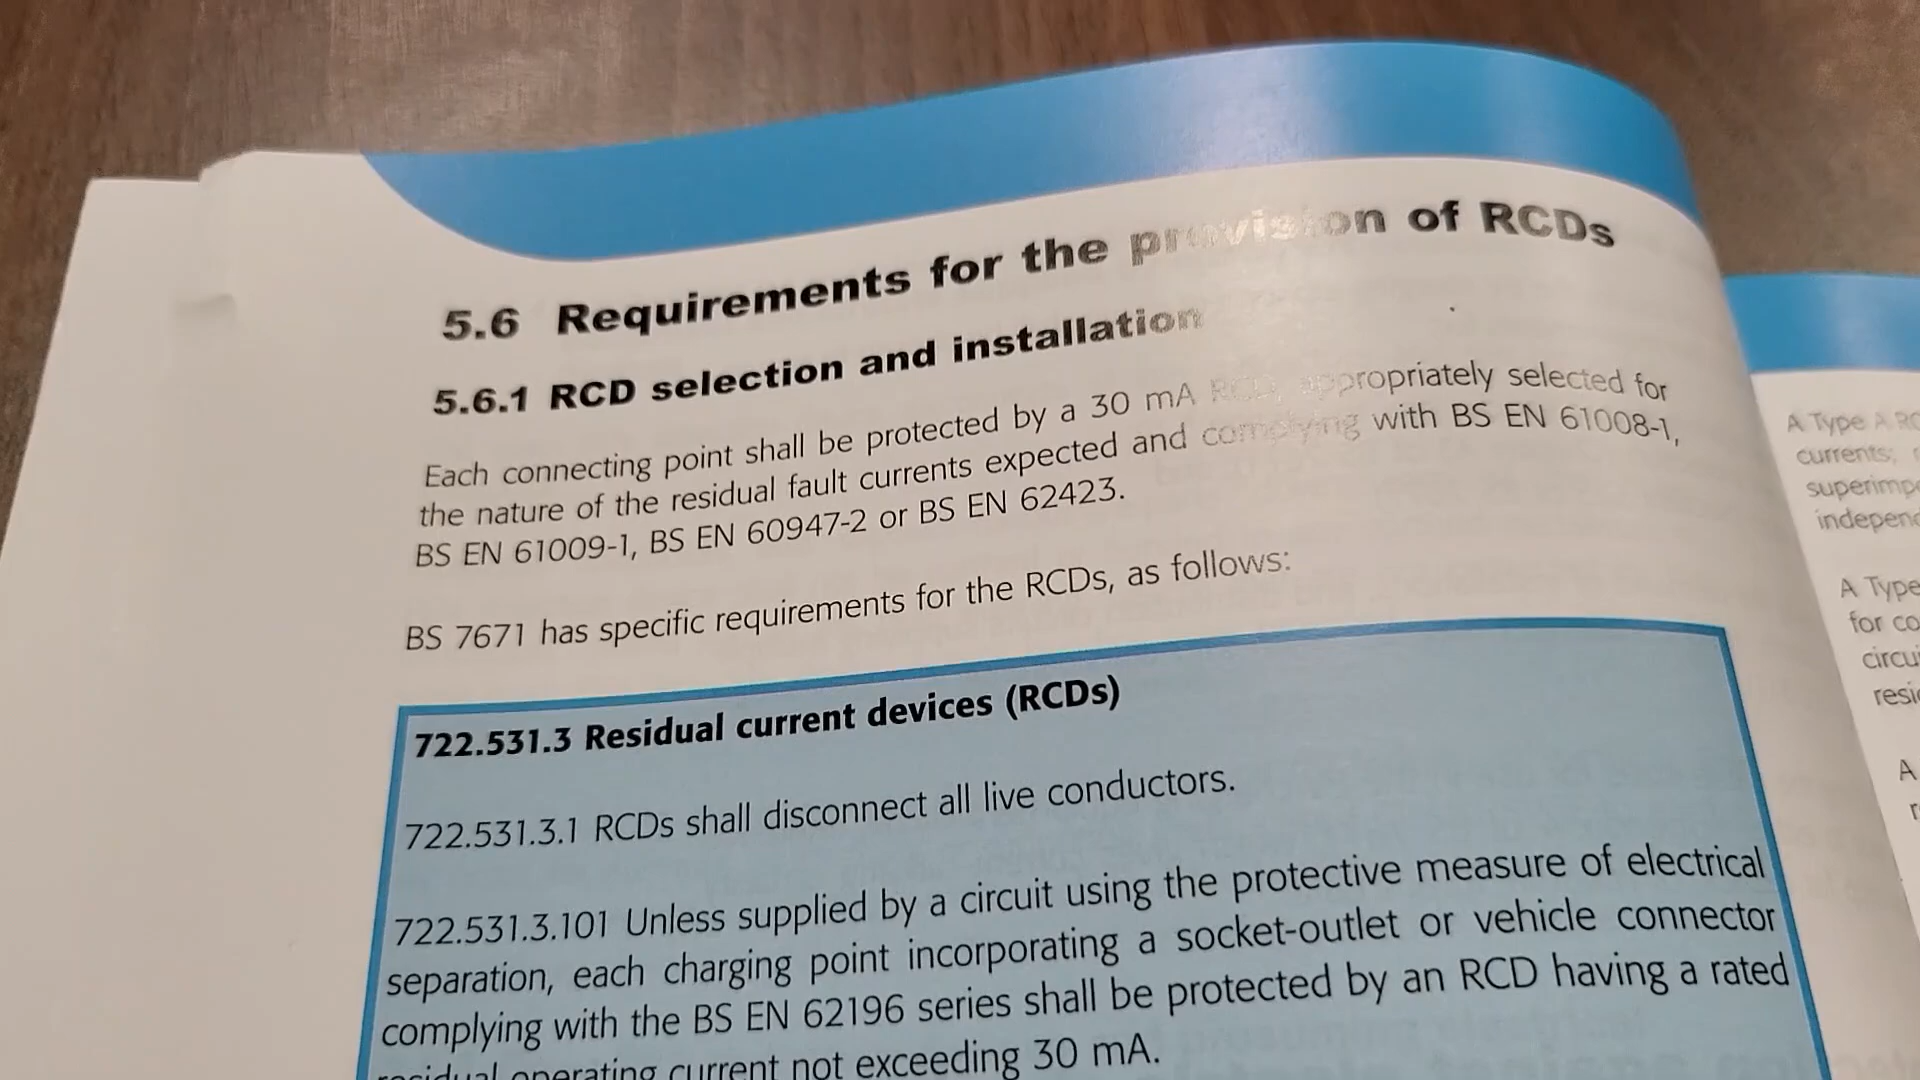 5.6 Requirements for the provision of RCDs
5.6.1 RCD selection and installation
Each connecting point shall be protected by a 30 mA RCD, appropriately selected for
the nature of the residual fault currents expected and complying with BS EN 61008-1,
BS EN 61009-1, BS EN 60947-2 or BS EN 62423.
BS 7671 has specific requirements for the RCDs, as follows:
722.531.3 Residual current devices (RCDs)
722.531.3.1 RCDs shall disconnect all live conductors.
722.531.3.101 Unless supplied by a circuit using the protective measure of electrical
separation, each charging point incorporating a socket-outlet or vehicle connector
complying with the BS EN 62196 series shall be protected by an RCD having a rated
residual operating current not exceeding 30 mA.
A Type A RC
currents;
superimp
independ
A Type
for co
circui
resi
A